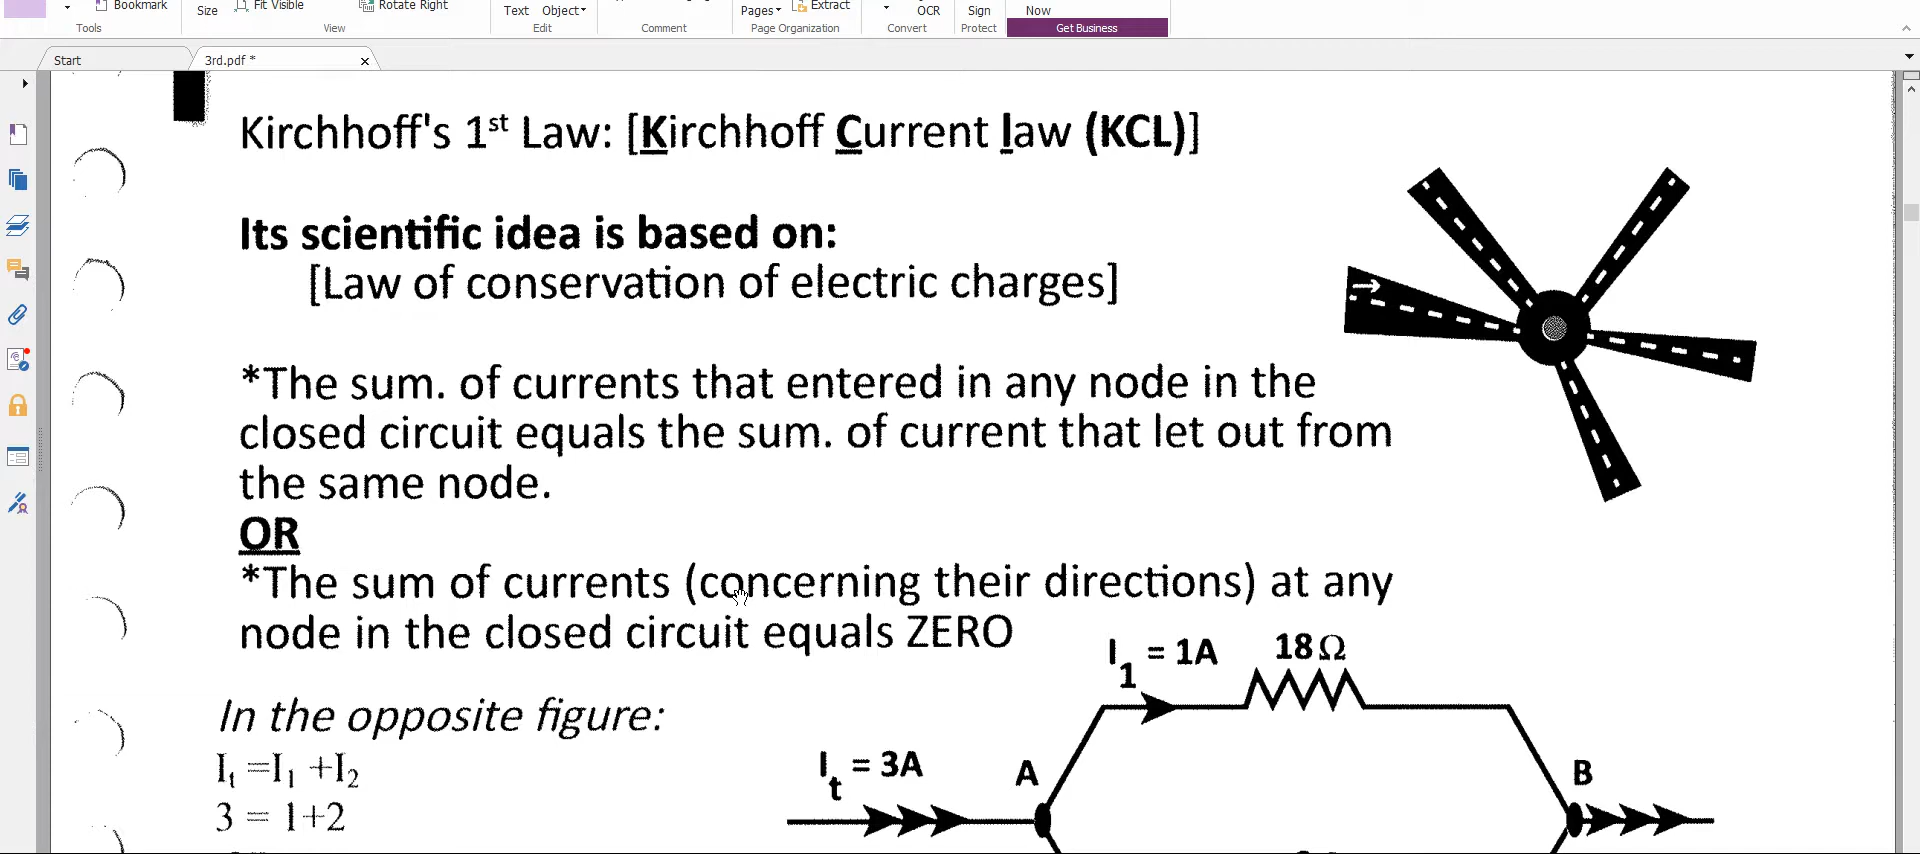 Bookmark
Size
Fit Visible
Rotate Right
Text
Object
Pages
Extract
OCR
Sign
Now
Tools
View
Edit
Comment
Page Organization
Convert
Protect
Get Business
Start
3rd.pdf *
Kirchhoff's 1st Law: [Kirchhoff Current law (KCL)]
Its scientific idea is based on:
[Law of conservation of electric charges]
*The sum. of currents that entered in any node in the
closed circuit equals the sum. of current that let out from
the same node.
OR
*The sum of currents (concerning their directions) at any
node in the closed circuit equals ZERO
I1 = 1A
18 Ω
In the opposite figure:
It = 3A
A
B
It =I1 +I2
3 = 1+2